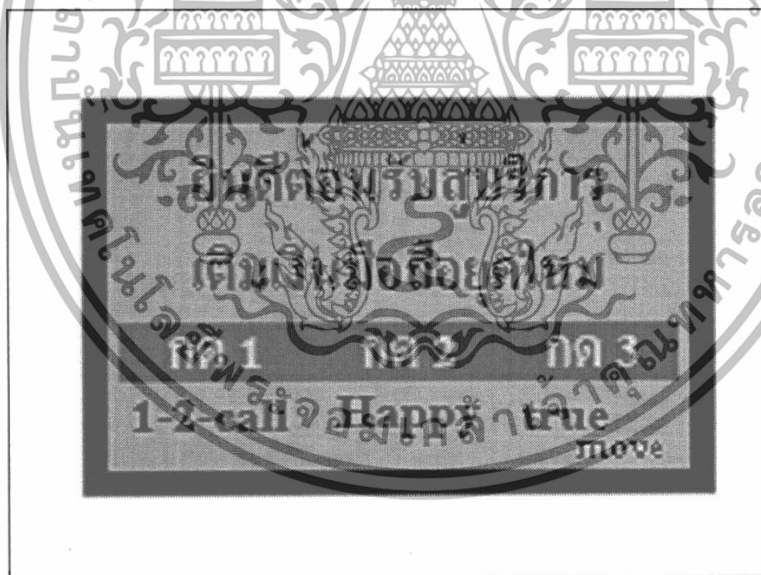 ยินดีต้อนรับสู่บริการ
เติมเงินมือถือยุคใหม่
กด 1 กด 2 กด 3
1-2-call Happy true
move